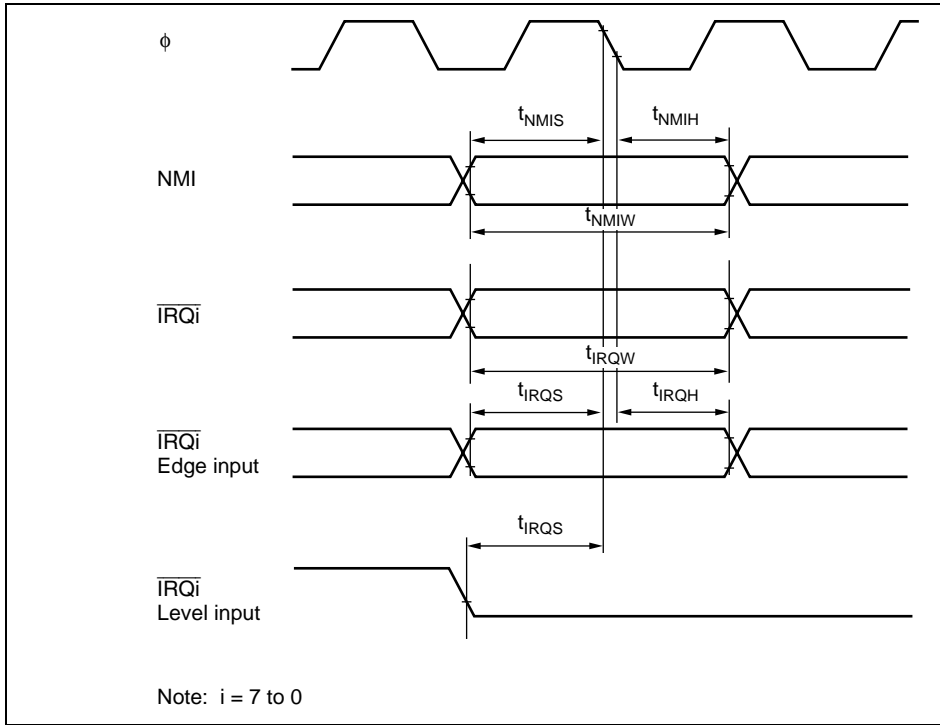 ϕ
tNMIS tNMIH
NMI
tNMIW
IRQi
tIRQW
tIRQS tIRQH
IRQi
Edge input
tIRQS
IRQi
Level input
Note: i = 7 to 0